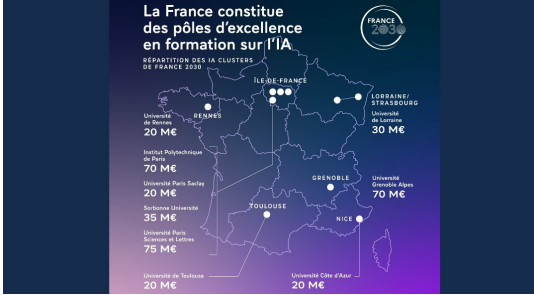 La France constitue
des pôles d'excellence
en formation sur l'IA
RÉPARTITION DES IA CLUSTERS
DE FRANCE 2030
FRANCE
2030
ÎLE-DE-FRANCE
LORRAINE/
STRASBOURG
Université
de Lorraine
30 M€
RENNES
Université
de Rennes
20 M€
Institut Polytechnique
de Paris
70 M€
Université Paris Saclay
20 M€
Sorbonne Université
35 M€
Université Paris
Sciences et Lettres
75 M€
GRENOBLE
Université
Grenoble Alpes
70 M€
TOULOUSE
NICE
Université de Toulouse
20 M€
Université Côte d'Azur
20 M€